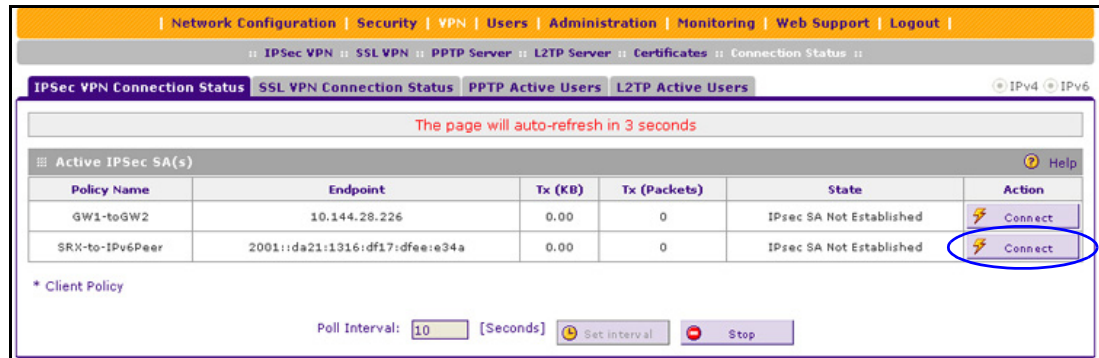 | Network Configuration | Security | VPN | Users | Administration | Monitoring | Web Support | Logout |
:: IPSec VPN :: SSL VPN :: PPTP Server :: L2TP Server :: Certificates :: Connection Status ::
IPSec VPN Connection Status SSL VPN Connection Status PPTP Active Users L2TP Active Users IPv4 IPv6
The page will auto-refresh in 3 seconds
Active IPSec SA(s) Help
Policy Name Endpoint Tx (KB) Tx (Packets) State Action
GW1-toGW2 10.144.28.226 0.00 0 IPsec SA Not Established Connect
SRX-to-IPv6Peer 2001::da21:1316:df17:dfee:e34a 0.00 0 IPsec SA Not Established Connect
* Client Policy
Poll Interval: 10 [Seconds] Set interval Stop